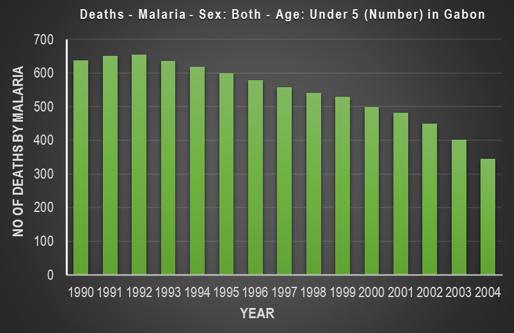 Deaths - Malaria - Sex: Both - Age: Under 5 (Number) in Gabon
NO OF DEATHS BY MALARIA
700
600
500
400
300
200
100
0
1990 1991 1992 1993 1994 1995 1996 1997 1998 1999 2000 2001 2002 2003 2004
YEAR